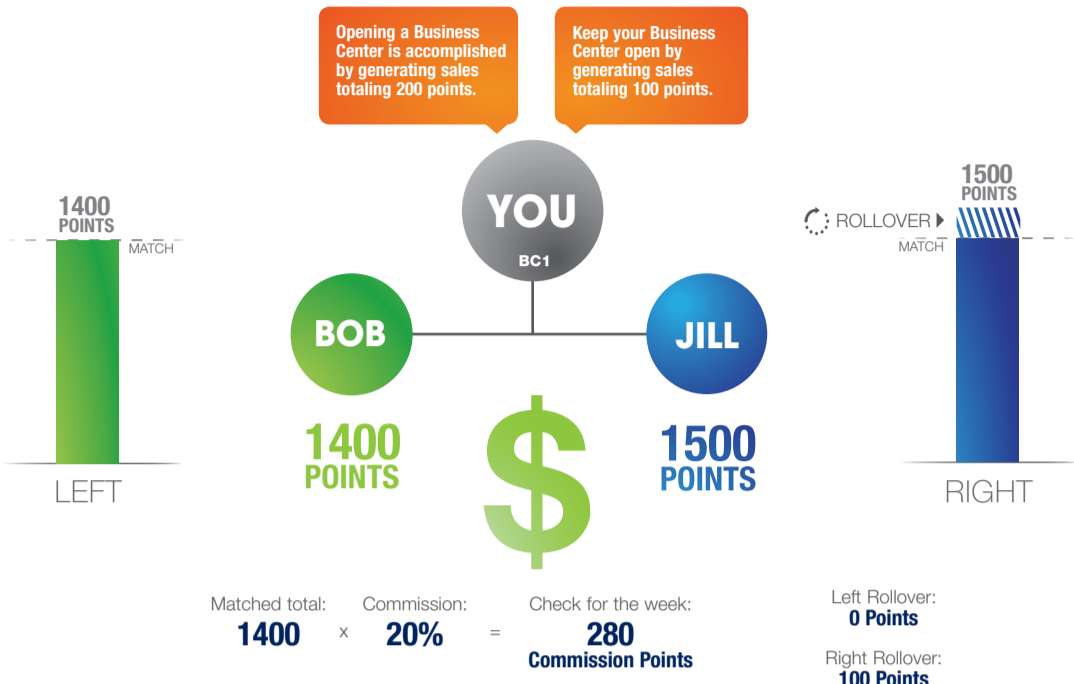 Opening a Business
Center is accomplished
by generating sales
totaling 200 points.
Keep your Business
Center open by
generating sales
totaling 100 points.
YOU
BC1
1400
POINTS
MATCH
LEFT
BOB
1400
POINTS
$
JILL
1500
POINTS
1500
POINTS
ROLLOVER
MATCH
RIGHT
Matched total:
1400
x
Commission:
20%
=
Check for the week:
280
Commission Points
Left Rollover:
0 Points
Right Rollover:
100 Points